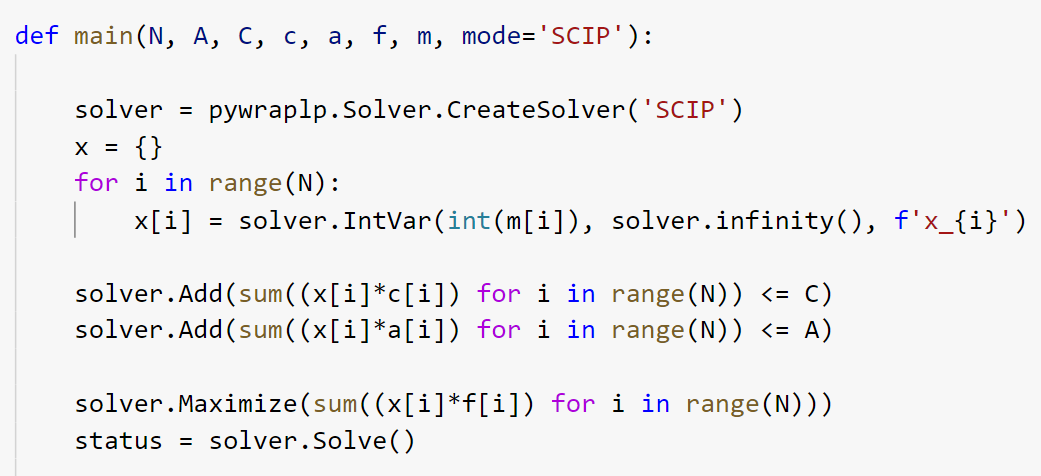 def main(N, A, C, c, a, f, m, mode='SCIP'):
    solver = pywraplp.Solver.CreateSolver('SCIP')
    x = {}
    for i in range(N):
        x[i] = solver.IntVar(int(m[i]), solver.infinity(), f'x_{i}')
    solver.Add(sum((x[i]*c[i]) for i in range(N)) <= C)
    solver.Add(sum((x[i]*a[i]) for i in range(N)) <= A)
    solver.Maximize(sum((x[i]*f[i]) for i in range(N)))
    status = solver.Solve()